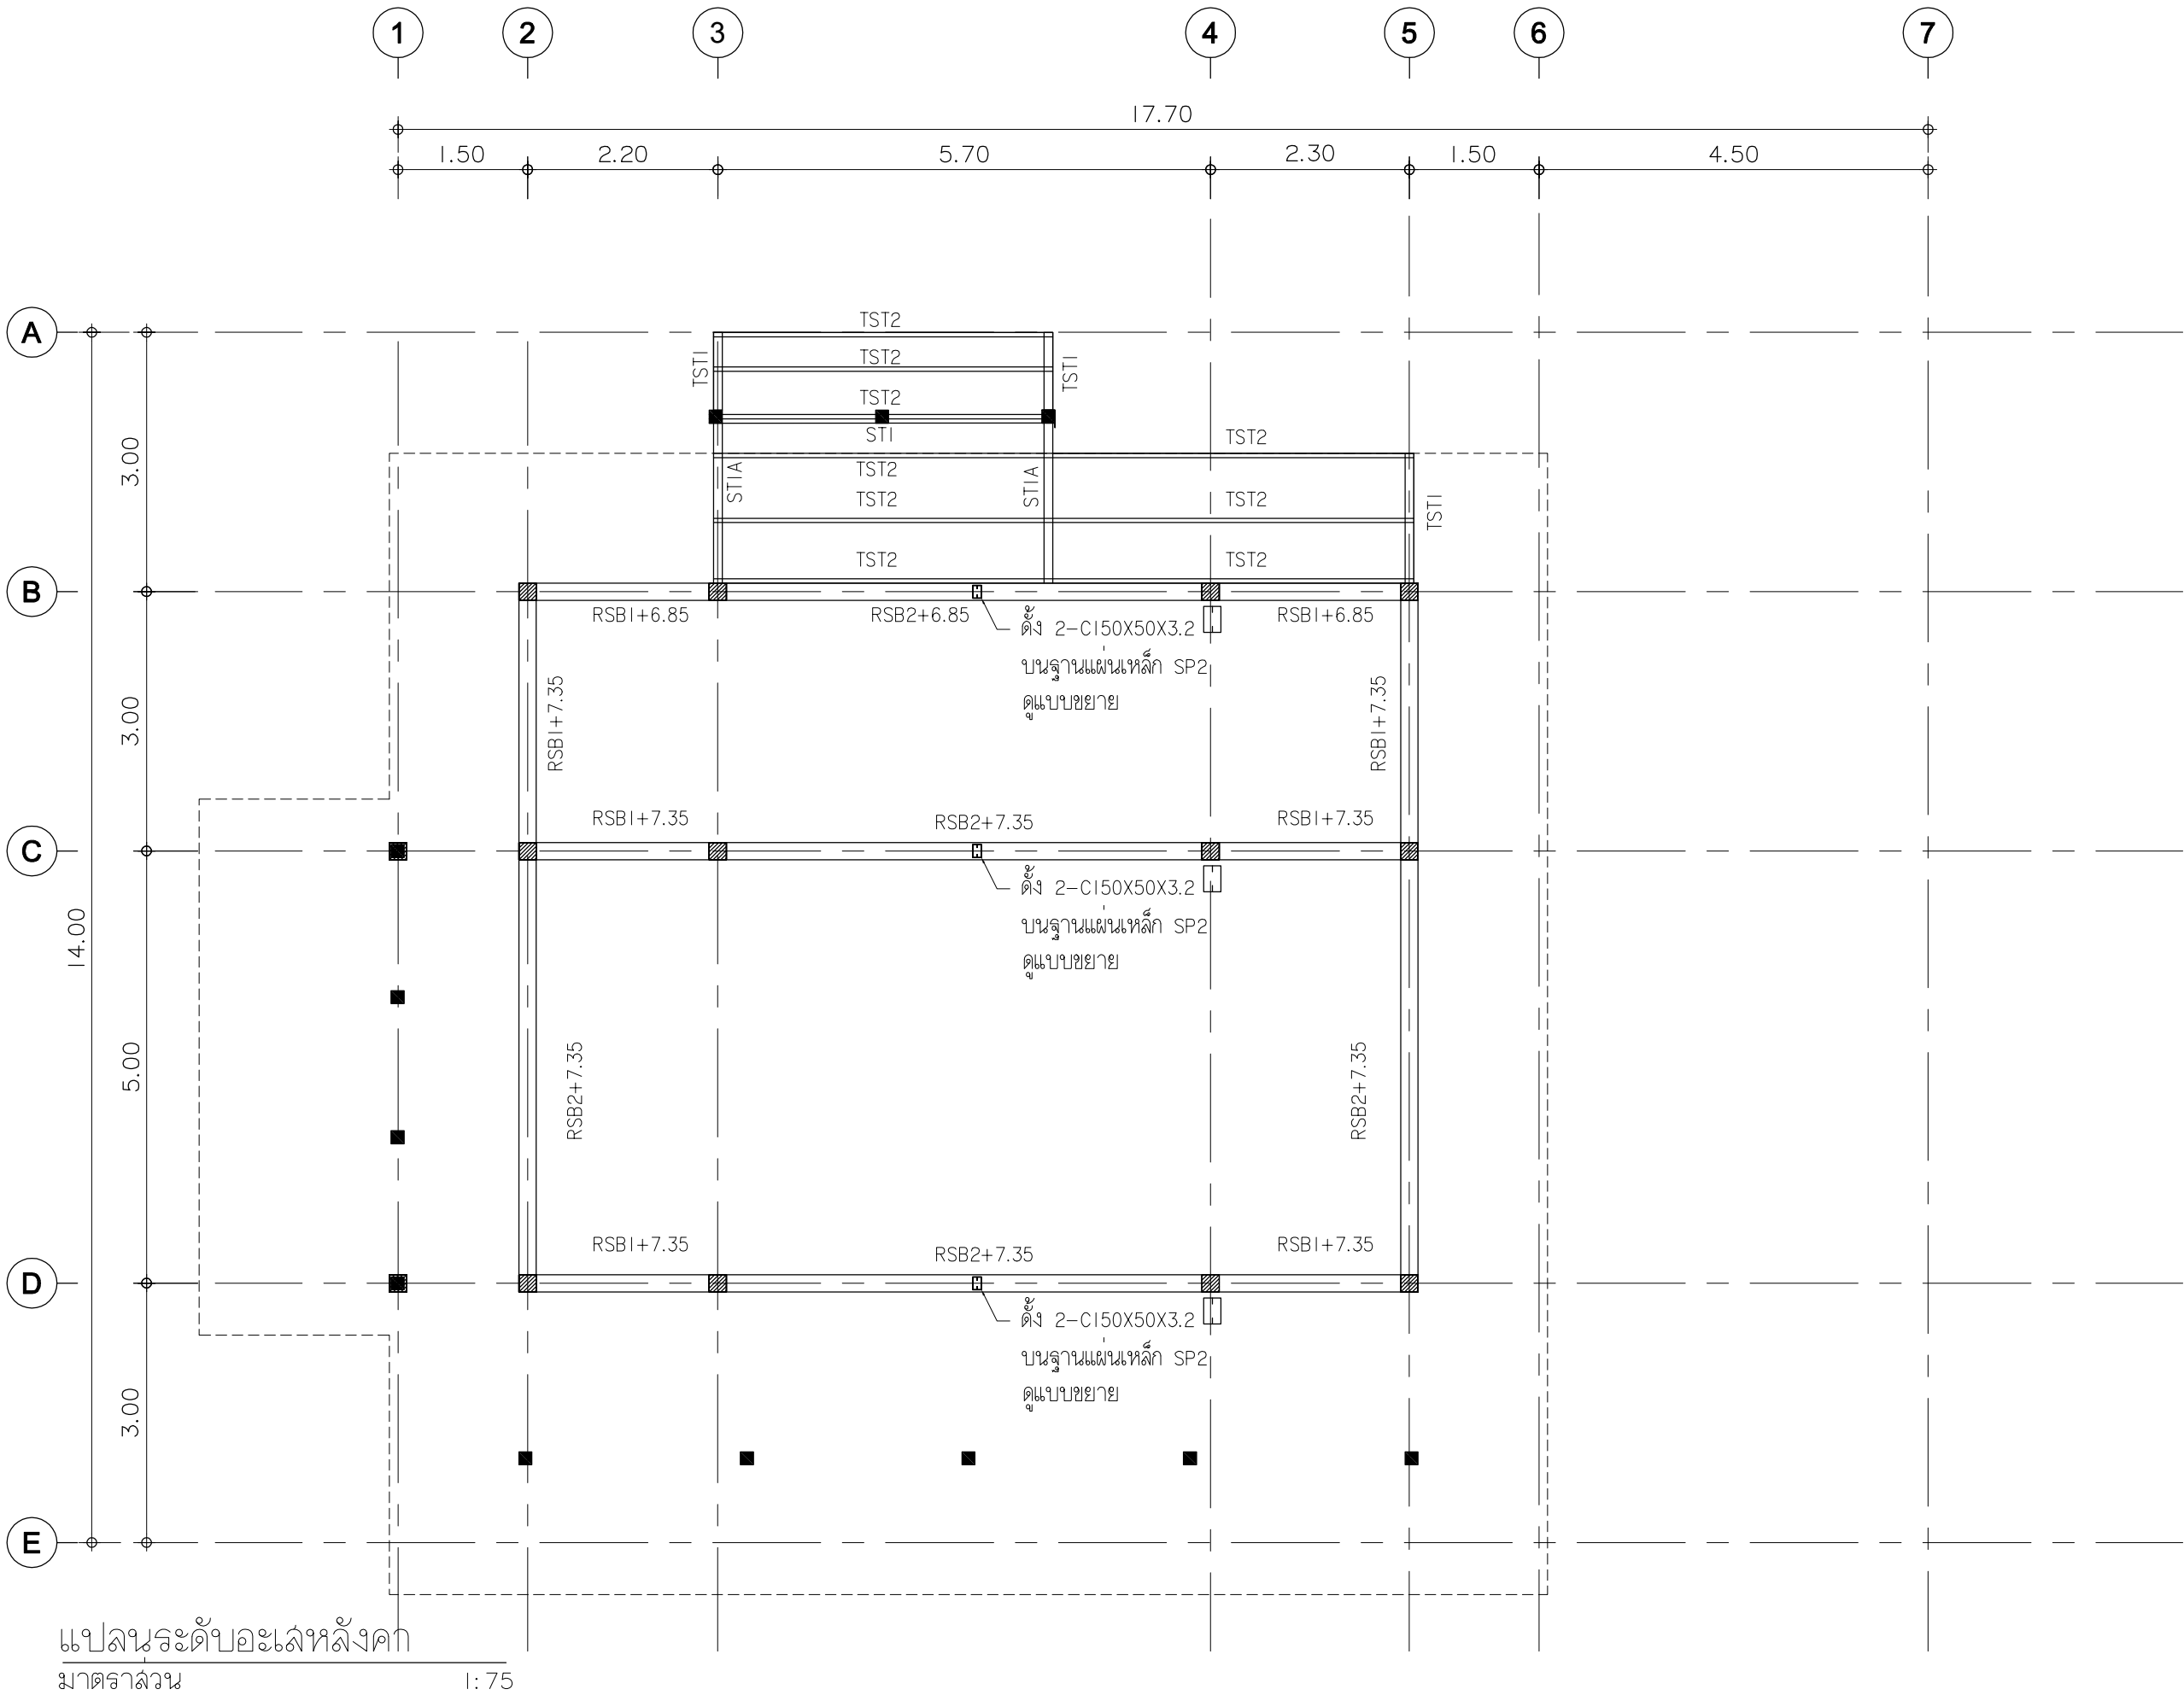 1 2 3 4 5 6 7
17.70
1.50 2.20 5.70 2.30 1.50 4.50
A
TST2
TST1
TST2
TST1
TST2
ST1
TST2
3.00
ST1A
TST2
ST1A
TST2
TST2
TST1
TST2
TST2
B
RSB1+6.85
RSB2+6.85
RSB1+6.85
ดั้ง 2-C150X50X3.2
บนฐานแผ่นเหล็ก SP2
ดูแบบขยาย
3.00
RSB1+7.35
RSB1+7.35
RSB1+7.35
RSB2+7.35
RSB1+7.35
C
ดั้ง 2-C150X50X3.2
บนฐานแผ่นเหล็ก SP2
ดูแบบขยาย
14.00
5.00
RSB2+7.35
RSB2+7.35
RSB1+7.35
RSB2+7.35
RSB1+7.35
D
ดั้ง 2-C150X50X3.2
บนฐานแผ่นเหล็ก SP2
ดูแบบขยาย
3.00
E
แปลนระดับอะเสหลังคา
มาตราส่วน 1:75